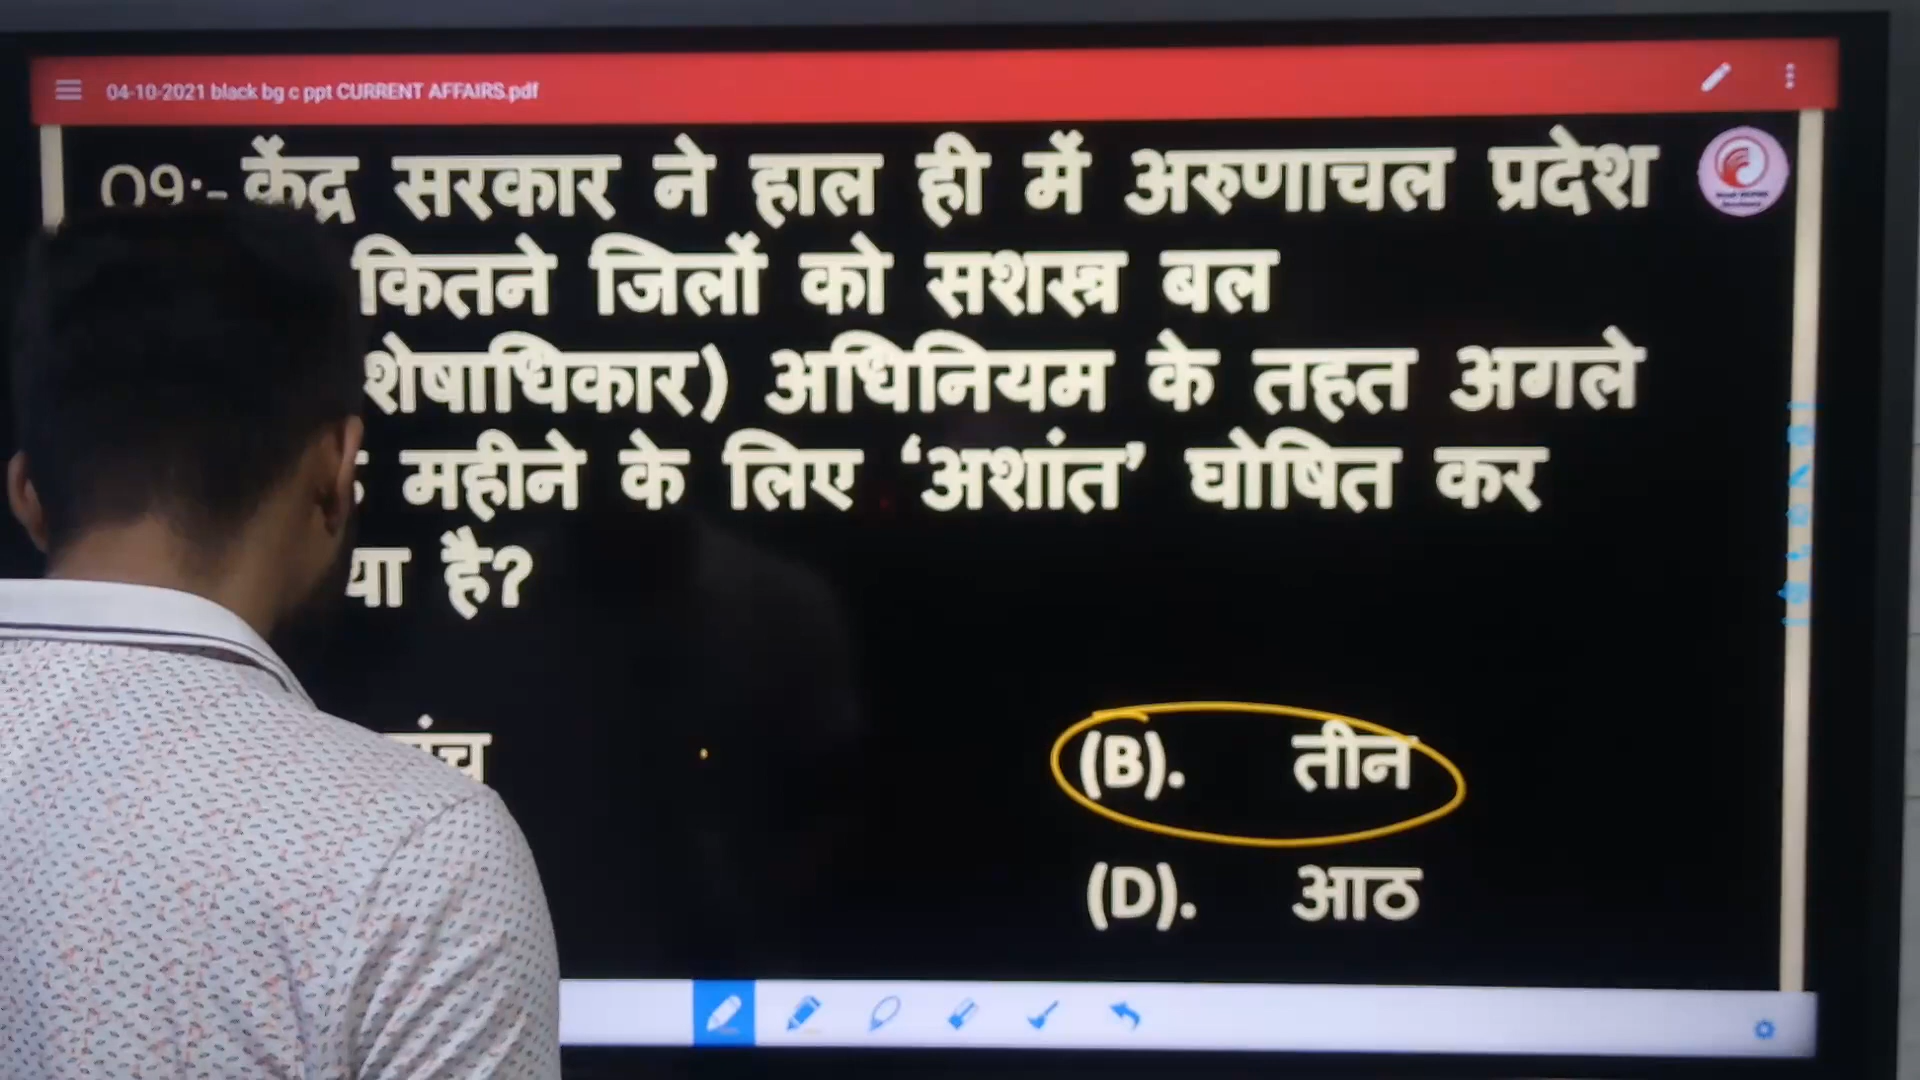 04-10-2021 black bg c ppt CURRENT AFFAIRS.pdf
Q9:- केंद्र सरकार ने हाल ही में अरुणाचल प्रदेश
कितने जिलों को सशस्त्र बल
शेषाधिकार) अधिनियम के तहत अगले
महीने के लिए ‘अशांत’ घोषित कर
या है?
(B). तीन
(D). आठ